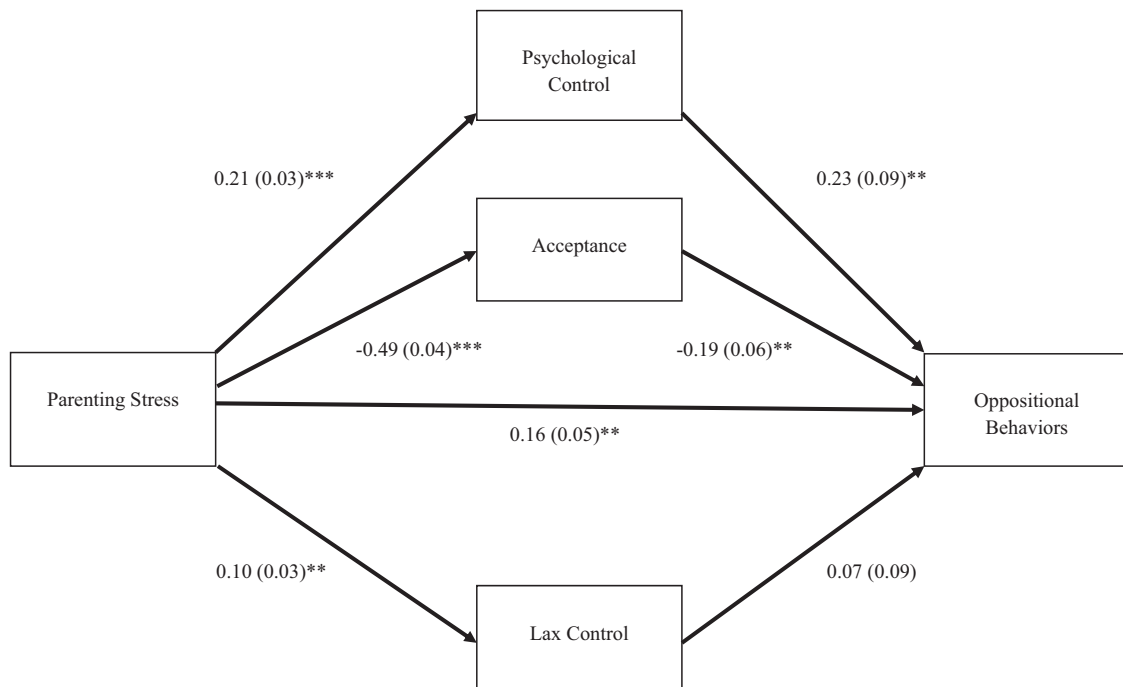 Psychological
Control
0.21 (0.03)***
0.23 (0.09)**
Acceptance
-0.49 (0.04)***
-0.19 (0.06)**
Parenting Stress
Oppositional
Behaviors
0.16 (0.05)**
0.10 (0.03)**
0.07 (0.09)
Lax Control